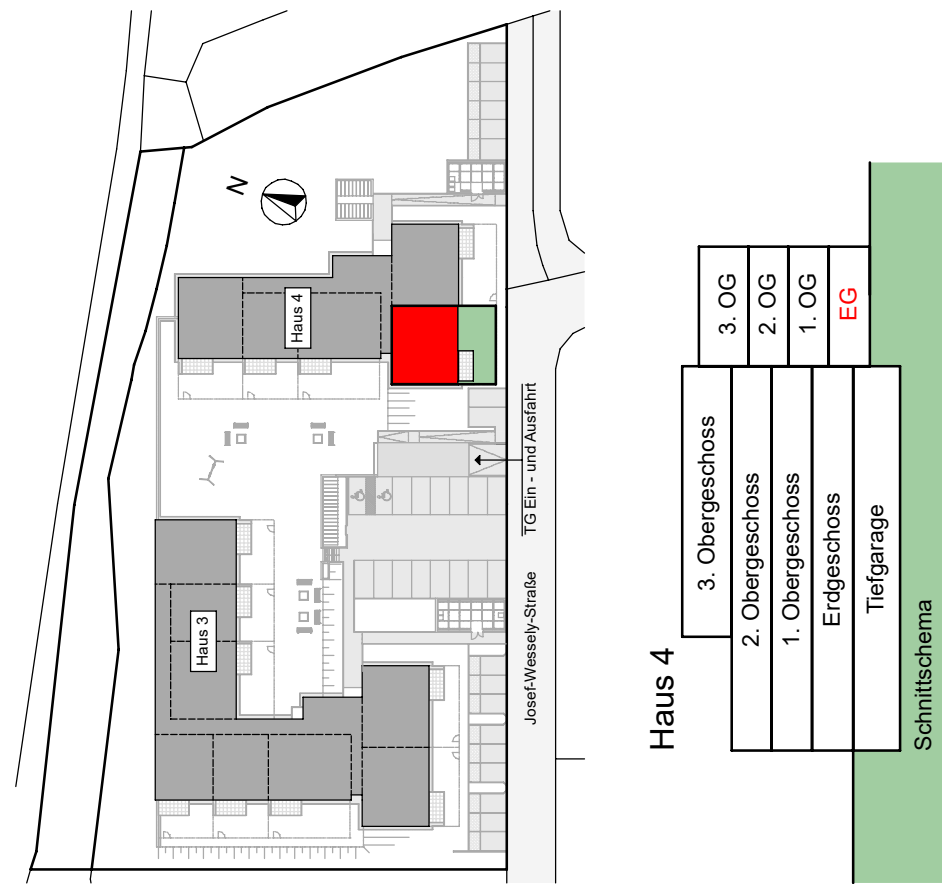 N
Haus 4
Haus 3
TG Ein - und Ausfahrt
Josef-Wessely-Straße
Haus 4
3. OG
2. OG
1. OG
EG
3. Obergeschoss
2. Obergeschoss
1. Obergeschoss
Erdgeschoss
Tiefgarage
Schnittschema